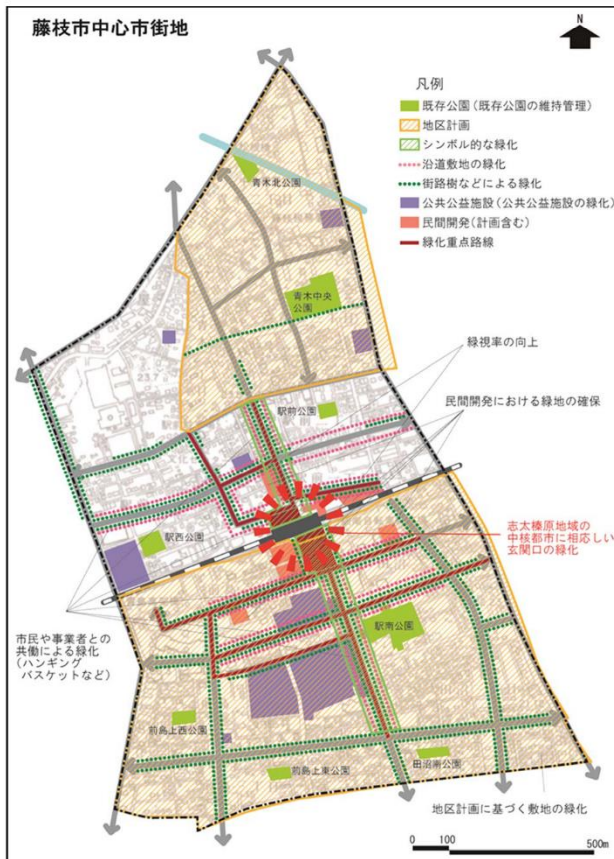 藤枝市中心市街地
N
凡例
既存公園(既存公園の維持管理)
地区計画
シンボル的な緑化
沿道敷地の緑化
街路樹などによる緑化
公共公益施設(公共公益施設の緑化)
民間開発(計画含む)
緑化重点路線
青木北公園
青木中央
公園
緑視率の向上
駅前公園
民間開発における緑地の確保
志太榛原地域の
中核都市に相応しい
玄関口の緑化
駅西公園
市民や事業者との
共働による緑化
(ハンギング
バスケットなど)
駅南公園
前島上西公園
前島上東公園
田沼南公園
地区計画に基づく敷地の緑化
0 100 500m